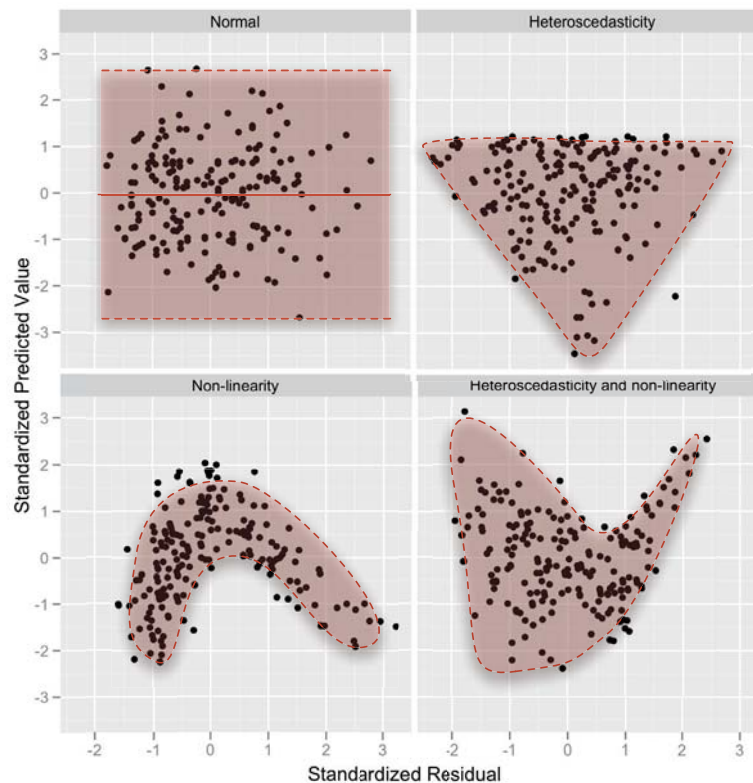 Normal
Heteroscedasticity
3
2
1
0
-1
-2
-3
Standardized Predicted Value
Non-linearity
Heteroscedasticity and non-linearity
3
2
1
0
-1
-2
-3
-2 -1 0 1 2 3 -2 -1 0 1 2 3
Standardized Residual